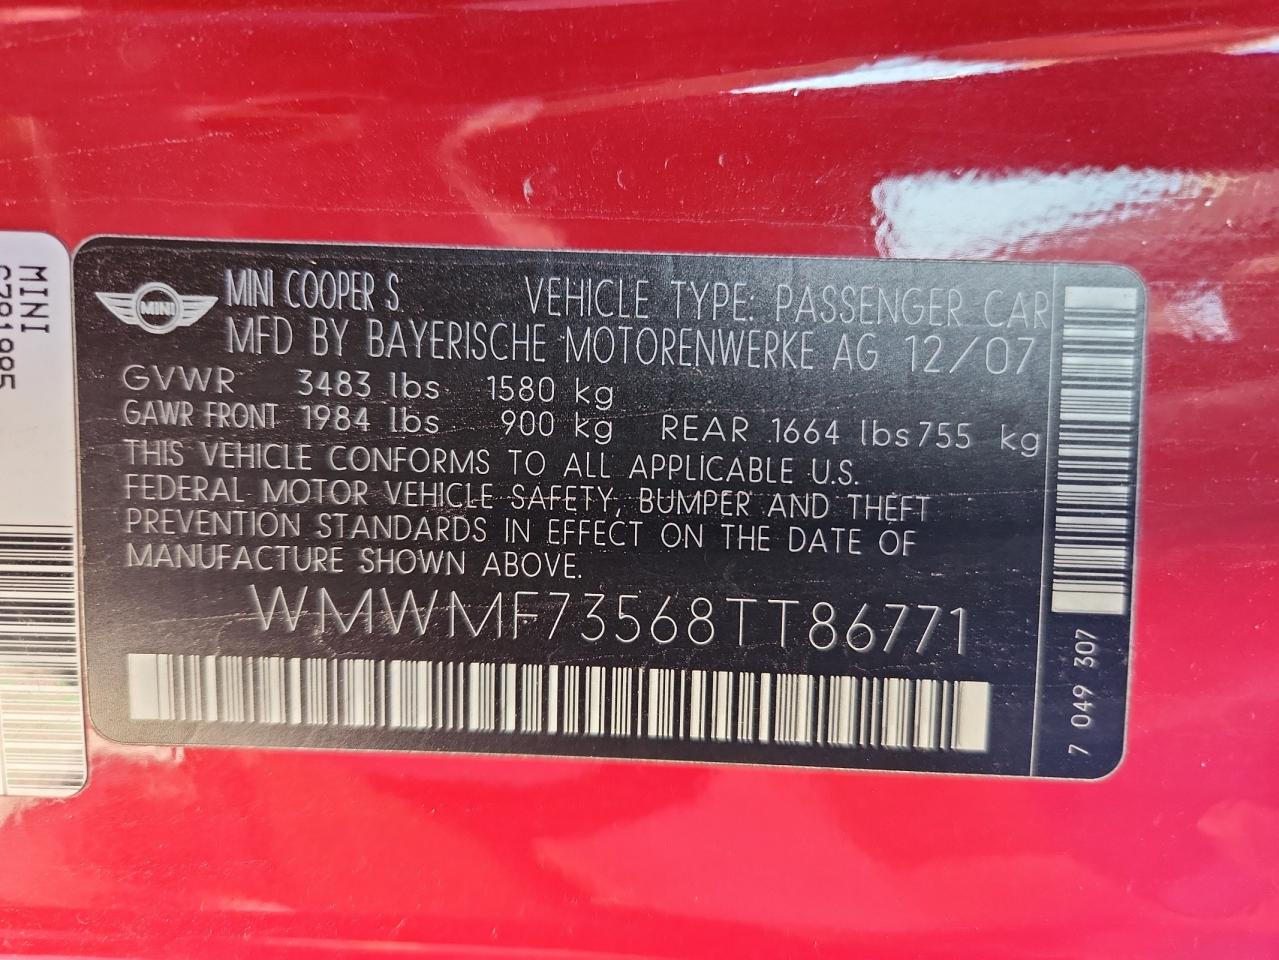 MINI
C781985
MINI
MINI COOPER S VEHICLE TYPE: PASSENGER CAR
MFD BY BAYERISCHE MOTORENWERKE AG 12/07
GVWR 3483 lbs 1580 kg
GAWR FRONT 1984 lbs 900 kg REAR 1664 lbs 755 kg
THIS VEHICLE CONFORMS TO ALL APPLICABLE U.S.
FEDERAL MOTOR VEHICLE SAFETY, BUMPER AND THEFT
PREVENTION STANDARDS IN EFFECT ON THE DATE OF
MANUFACTURE SHOWN ABOVE.
WMWMF73568TT86771
7 049 307